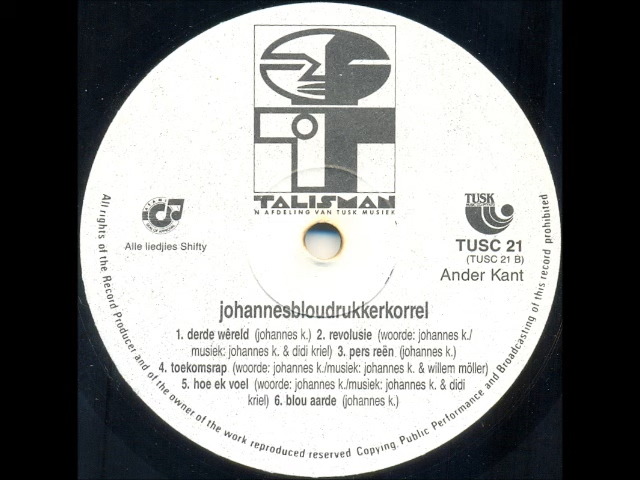 TALISMAN
'N AFDELING VAN TUSK MUSIEK
Alle liedjies Shifty
TUSK
TUSC 21
(TUSC 21 B)
Ander Kant
johannesbloudrukkerkorrel
1. derde wêreld (johannes k.) 2. revolusie (woorde: johannes k./
musiek: johannes k. & didi kriel) 3. pers reën (johannes k.)
4. toekomsrap (woorde: johannes k./musiek: johannes k. & willem möller)
5. hoe ek voel (woorde: johannes k./musiek: johannes k. & didi
kriel) 6. blou aarde (johannes k.)
All rights of the Record Producer and of the owner of the work reproduced reserved Copying, Public Performance and Broadcasting of this record prohibited